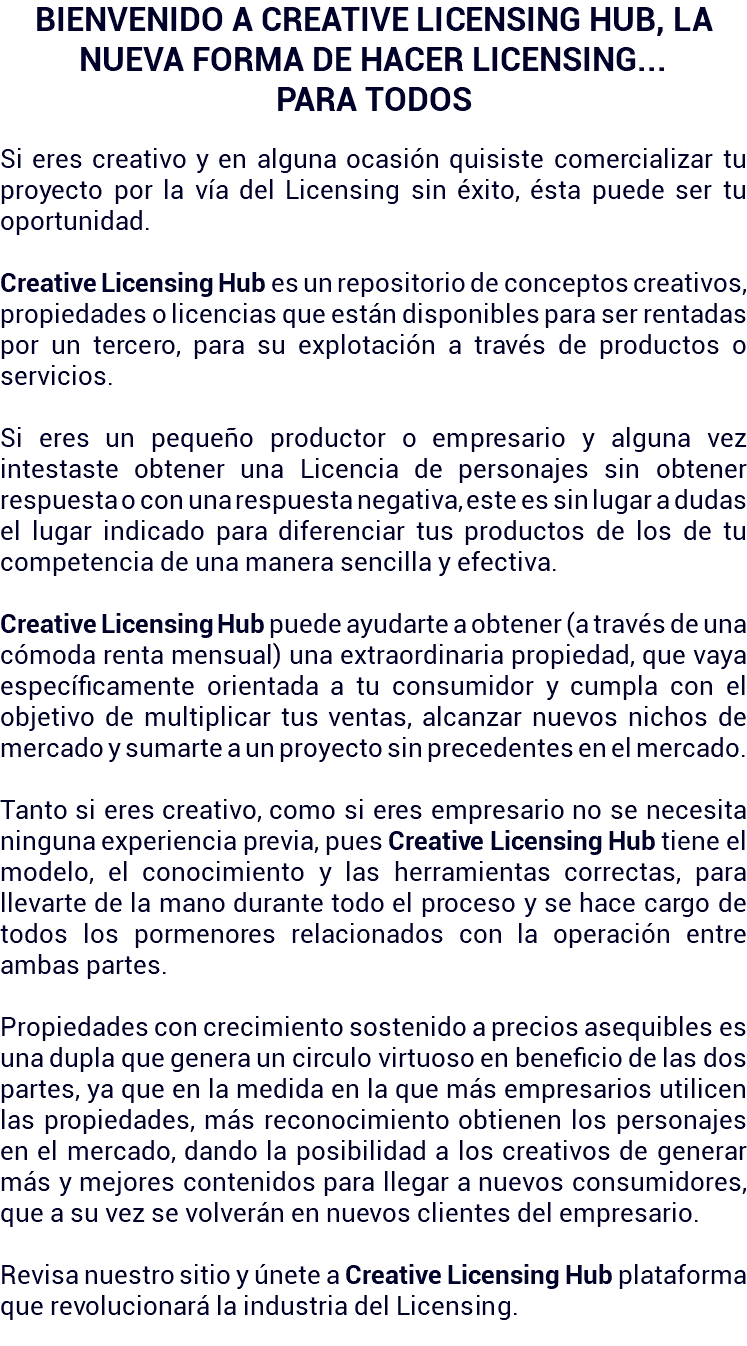 BIENVENIDO A CREATIVE LICENSING HUB, LA
NUEVA FORMA DE HACER LICENSING...
PARA TODOS
Si eres creativo y en alguna ocasión quisiste comercializar tu
proyecto por la vía del Licensing sin éxito, ésta puede ser tu
oportunidad.
Creative Licensing Hub es un repositorio de conceptos creativos,
propiedades o licencias que están disponibles para ser rentadas
por un tercero, para su explotación a través de productos o
servicios.
Si eres un pequeño productor o empresario y alguna vez
intestaste obtener una Licencia de personajes sin obtener
respuesta o con una respuesta negativa, este es sin lugar a dudas
el lugar indicado para diferenciar tus productos de los de tu
competencia de una manera sencilla y efectiva.
Creative Licensing Hub puede ayudarte a obtener (a través de una
cómoda renta mensual) una extraordinaria propiedad, que vaya
específicamente orientada a tu consumidor y cumpla con el
objetivo de multiplicar tus ventas, alcanzar nuevos nichos de
mercado y sumarte a un proyecto sin precedentes en el mercado.
Tanto si eres creativo, como si eres empresario no se necesita
ninguna experiencia previa, pues Creative Licensing Hub tiene el
modelo, el conocimiento y las herramientas correctas, para
llevarte de la mano durante todo el proceso y se hace cargo de
todos los pormenores relacionados con la operación entre
ambas partes.
Propiedades con crecimiento sostenido a precios asequibles es
una dupla que genera un circulo virtuoso en beneficio de las dos
partes, ya que en la medida en la que más empresarios utilicen
las propiedades, más reconocimiento obtienen los personajes
en el mercado, dando la posibilidad a los creativos de generar
más y mejores contenidos para llegar a nuevos consumidores,
que a su vez se volverán en nuevos clientes del empresario.
Revisa nuestro sitio y únete a Creative Licensing Hub plataforma
que revolucionará la industria del Licensing.